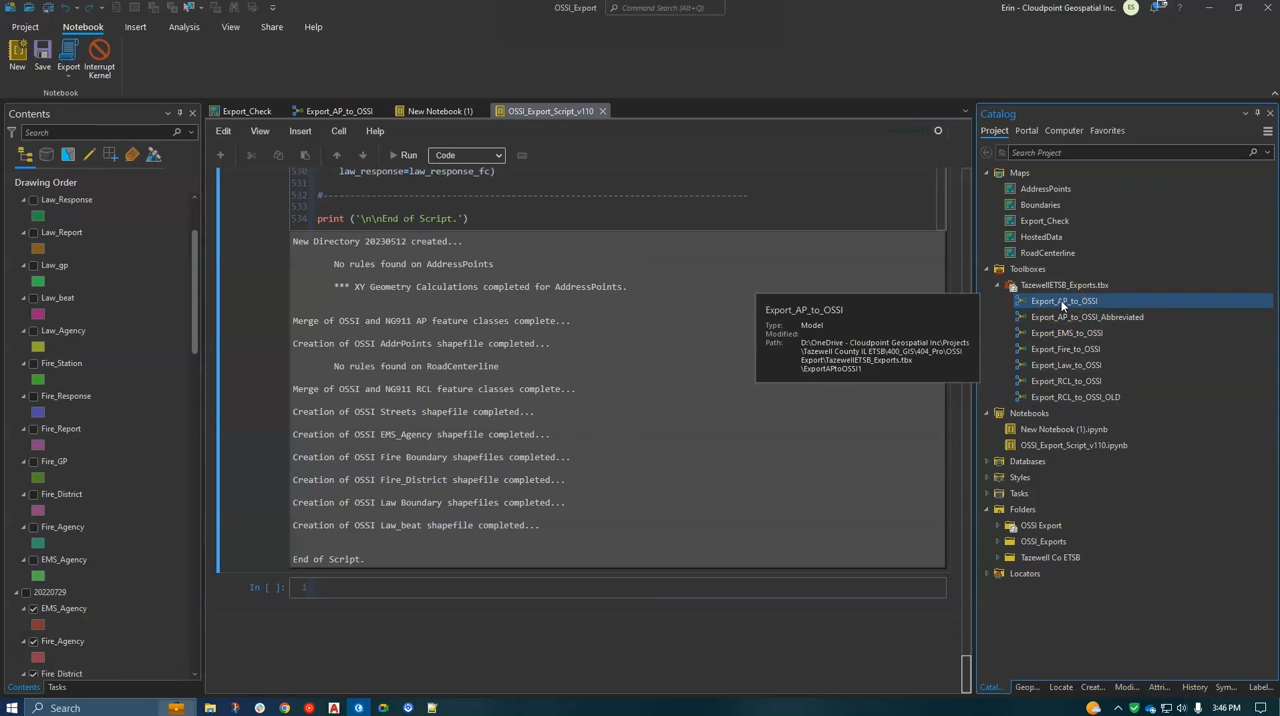 OSSI_Export
Command Search (Alt+Q)
Erin - Cloudpoint Geospatial Inc.
ES
Project
Notebook
Insert
Analysis
View
Share
Help
New
Save
Export
Interrupt
Kernel
Notebook
Contents
Search
Drawing Order
Law_Response
Law_Report
Law_gp
Law_beat
Law_Agency
Fire_Station
Fire_Response
Fire_Report
Fire_GP
Fire_District
Fire_Agency
EMS_Agency
20220729
EMS_Agency
Fire_Agency
Fire_District
Contents
Tasks
Export_Check
Export_AP_to_OSSI
New Notebook (1)
OSSI_Export_Script_v110
Edit
View
Insert
Cell
Help
Run
Code
530
law_response=law_response_fc)
531
532
#------------------------------------------------------------------------------
533
534
print ('\n\nEnd of Script.')
New Directory 20230512 created...
No rules found on AddressPoints
*** XY Geometry Calculations completed for AddressPoints.
Merge of OSSI and NG911 AP feature classes complete...
Creation of OSSI AddrPoints shapefile completed...
No rules found on RoadCenterline
Merge of OSSI and NG911 RCL feature classes complete...
Creation of OSSI Streets shapefile completed...
Creation of OSSI EMS_Agency shapefile completed...
Creation of OSSI Fire Boundary shapefiles completed...
Creation of OSSI Fire_District shapefile completed...
Creation of OSSI Law Boundary shapefiles completed...
Creation of OSSI Law_beat shapefile completed...
End of Script.
In [ ]:
1
Export_AP_to_OSSI
Type: Model
Modified:
Path: D:\OneDrive - Cloudpoint Geospatial Inc\Projects
\Tazewell County IL ETSB\400_GIS\404_Pro\OSSI
Export\TazewellETSB_Exports.tbx
\ExportAPtoOSSI1
Catalog
Project
Portal
Computer
Favorites
Search Project
Maps
AddressPoints
Boundaries
Export_Check
HostedData
RoadCenterline
Toolboxes
TazewellETSB_Exports.tbx
Export_AP_to_OSSI
Export_AP_to_OSSI_Abbreviated
Export_EMS_to_OSSI
Export_Fire_to_OSSI
Export_Law_to_OSSI
Export_RCL_to_OSSI
Export_RCL_to_OSSI_OLD
Notebooks
New Notebook (1).ipynb
OSSI_Export_Script_v110.ipynb
Databases
Styles
Tasks
Folders
OSSI Export
OSSI_Exports
Tazewell Co ETSB
Locators
Catal...
Geop...
Locate
Creat...
Modi...
Attri...
History
Sym...
Label...
Search
3:46 PM